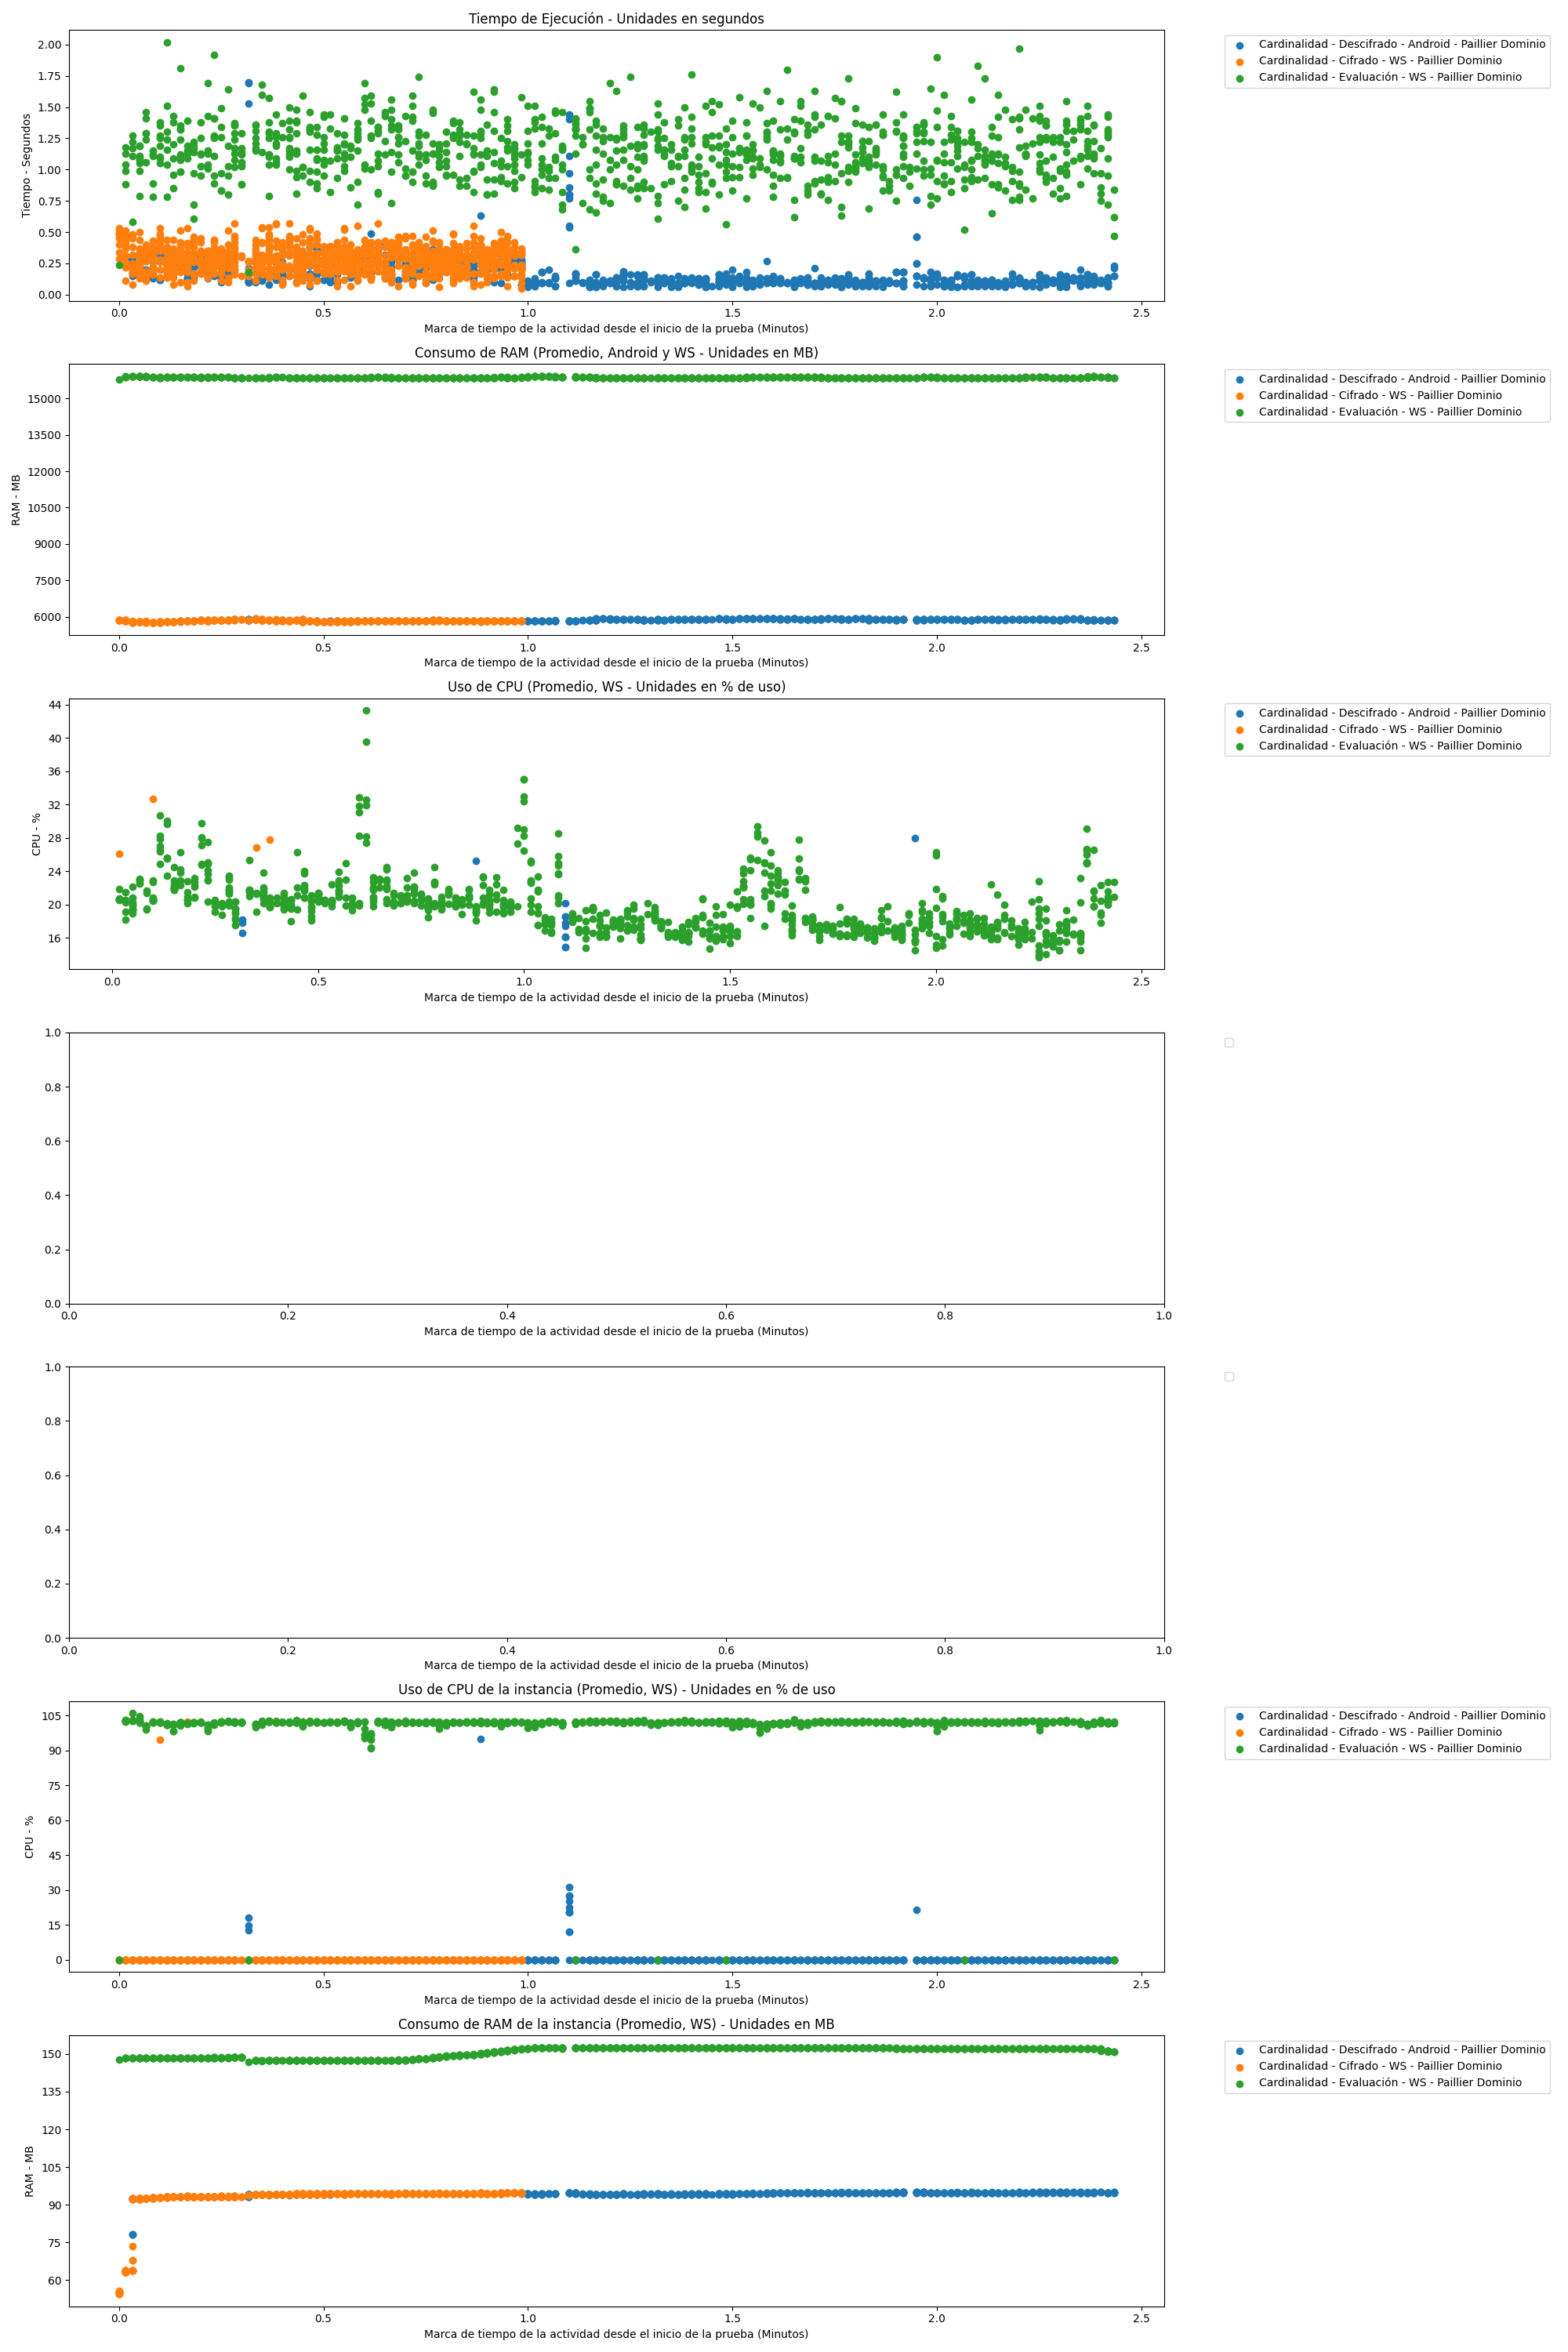 Tiempo de Ejecución - Unidades en segundos
2.00
1.75
1.50
1.25
1.00
0.75
0.50
0.25
0.00
Tiempo - Segundos
0.0 0.5 1.0 1.5 2.0 2.5
Marca de tiempo de la actividad desde el inicio de la prueba (Minutos)
Cardinalidad - Descifrado - Android - Paillier Dominio
Cardinalidad - Cifrado - WS - Paillier Dominio
Cardinalidad - Evaluación - WS - Paillier Dominio
Consumo de RAM (Promedio, Android y WS - Unidades en MB)
15000
13500
12000
10500
9000
7500
6000
RAM - MB
0.0 0.5 1.0 1.5 2.0 2.5
Marca de tiempo de la actividad desde el inicio de la prueba (Minutos)
Cardinalidad - Descifrado - Android - Paillier Dominio
Cardinalidad - Cifrado - WS - Paillier Dominio
Cardinalidad - Evaluación - WS - Paillier Dominio
Uso de CPU (Promedio, WS - Unidades en % de uso)
44
40
36
32
28
24
20
16
CPU - %
0.0 0.5 1.0 1.5 2.0 2.5
Marca de tiempo de la actividad desde el inicio de la prueba (Minutos)
Cardinalidad - Descifrado - Android - Paillier Dominio
Cardinalidad - Cifrado - WS - Paillier Dominio
Cardinalidad - Evaluación - WS - Paillier Dominio
1.0
0.8
0.6
0.4
0.2
0.0
0.0 0.2 0.4 0.6 0.8 1.0
Marca de tiempo de la actividad desde el inicio de la prueba (Minutos)
1.0
0.8
0.6
0.4
0.2
0.0
0.0 0.2 0.4 0.6 0.8 1.0
Marca de tiempo de la actividad desde el inicio de la prueba (Minutos)
Uso de CPU de la instancia (Promedio, WS) - Unidades en % de uso
105
90
75
60
45
30
15
0
CPU - %
0.0 0.5 1.0 1.5 2.0 2.5
Marca de tiempo de la actividad desde el inicio de la prueba (Minutos)
Cardinalidad - Descifrado - Android - Paillier Dominio
Cardinalidad - Cifrado - WS - Paillier Dominio
Cardinalidad - Evaluación - WS - Paillier Dominio
Consumo de RAM de la instancia (Promedio, WS) - Unidades en MB
150
135
120
105
90
75
60
RAM - MB
0.0 0.5 1.0 1.5 2.0 2.5
Marca de tiempo de la actividad desde el inicio de la prueba (Minutos)
Cardinalidad - Descifrado - Android - Paillier Dominio
Cardinalidad - Cifrado - WS - Paillier Dominio
Cardinalidad - Evaluación - WS - Paillier Dominio